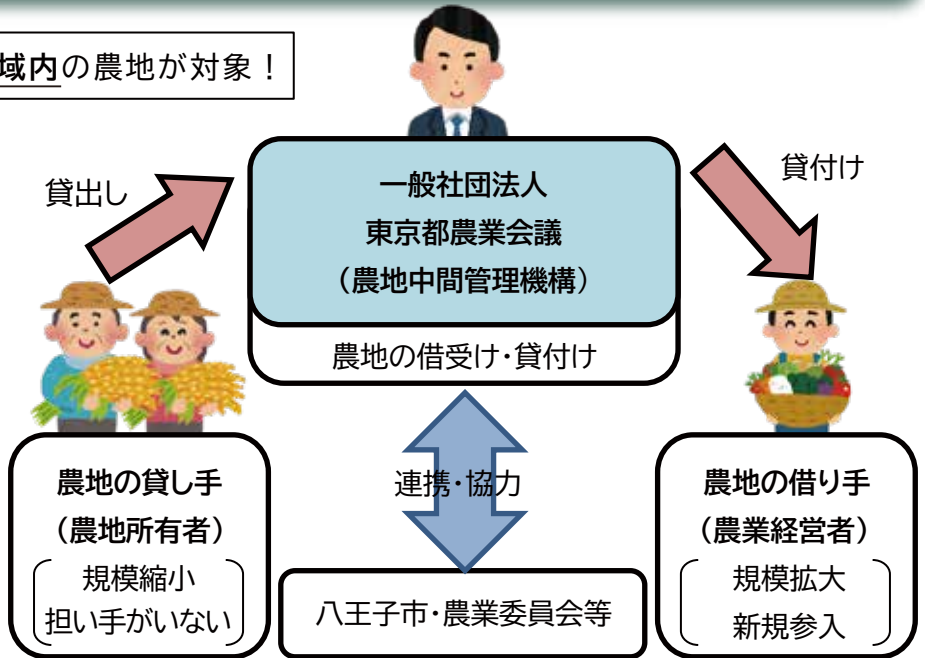 域内の農地が対象！
貸出し
貸付け
一般社団法人
東京都農業会議
（農地中間管理機構）
農地の借受け・貸付け
農地の貸し手
（農地所有者）
規模縮小
担い手がいない
連携・協力
八王子市・農業委員会等
農地の借り手
（農業経営者）
規模拡大
新規参入